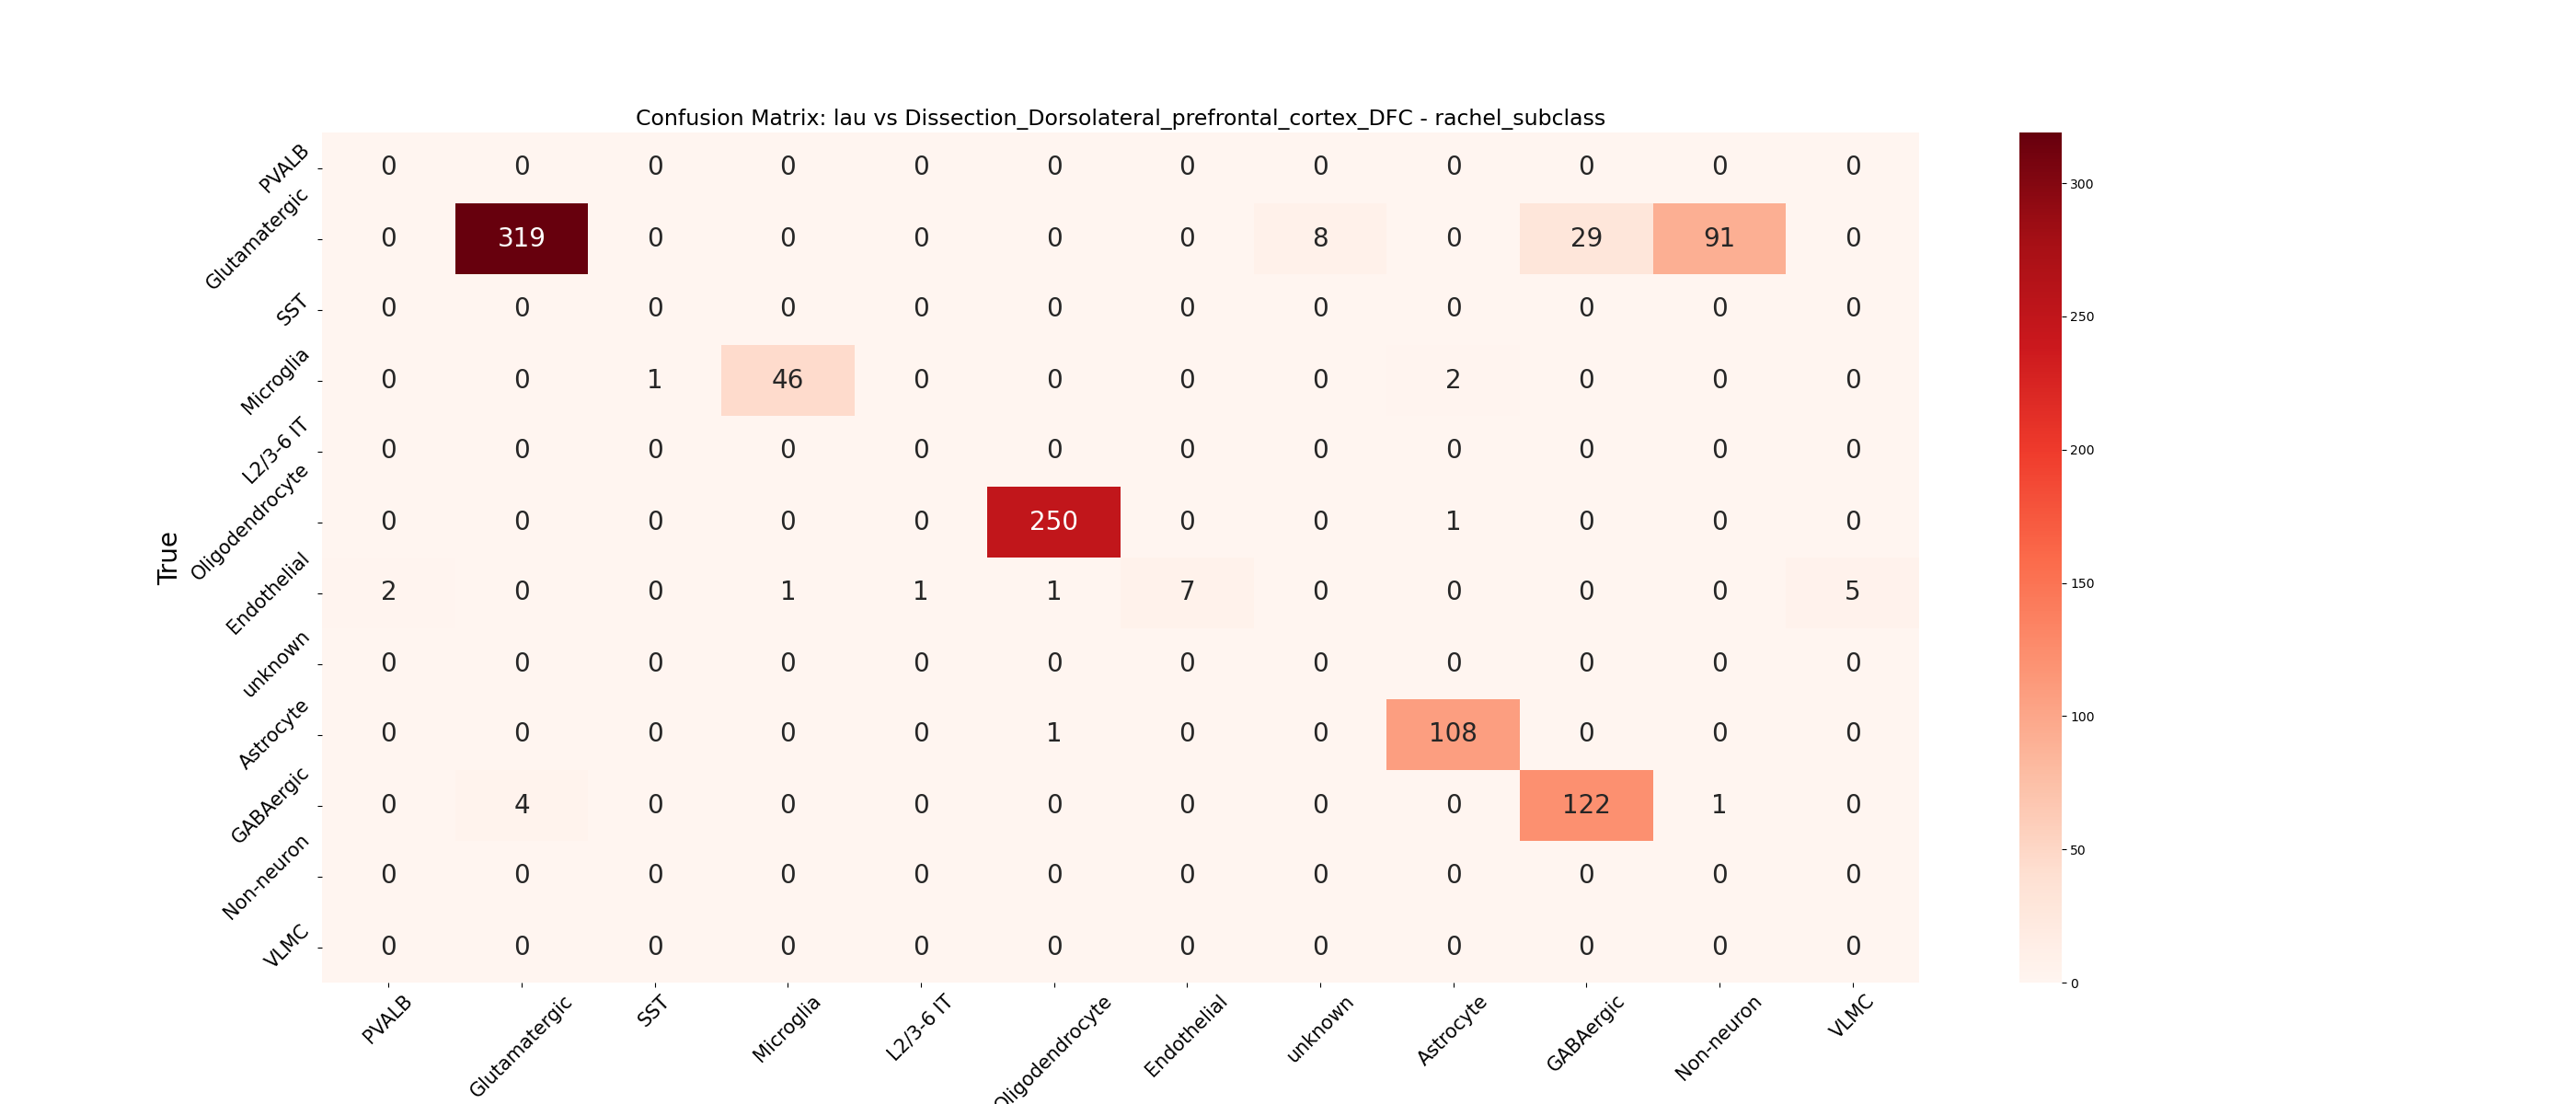 Confusion Matrix: lau vs Dissection_Dorsolateral_prefrontal_cortex_DFC - rachel_subclass
True
PVALB 0 0 0 0 0 0 0 0 0 0 0 0
Glutamatergic 0 319 0 0 0 0 0 8 0 29 91 0
SST 0 0 0 0 0 0 0 0 0 0 0 0
Microglia 0 0 1 46 0 0 0 0 2 0 0 0
L2/3-6 IT 0 0 0 0 0 0 0 0 0 0 0 0
Oligodendrocyte 0 0 0 0 0 250 0 0 1 0 0 0
Endothelial 2 0 0 1 1 1 7 0 0 0 0 5
unknown 0 0 0 0 0 0 0 0 0 0 0 0
Astrocyte 0 0 0 0 0 1 0 0 108 0 0 0
GABAergic 0 4 0 0 0 0 0 0 0 122 1 0
Non-neuron 0 0 0 0 0 0 0 0 0 0 0 0
VLMC 0 0 0 0 0 0 0 0 0 0 0 0
PVALB Glutamatergic SST Microglia L2/3-6 IT Oligodendrocyte Endothelial unknown Astrocyte GABAergic Non-neuron VLMC
300
250
200
150
100
50
0